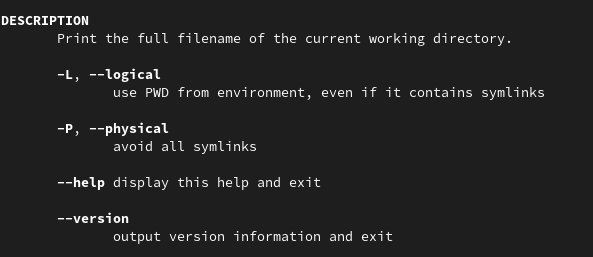 DESCRIPTION
Print the full filename of the current working directory.
-L, --logical
use PWD from environment, even if it contains symlinks
-P, --physical
avoid all symlinks
--help display this help and exit
--version
output version information and exit